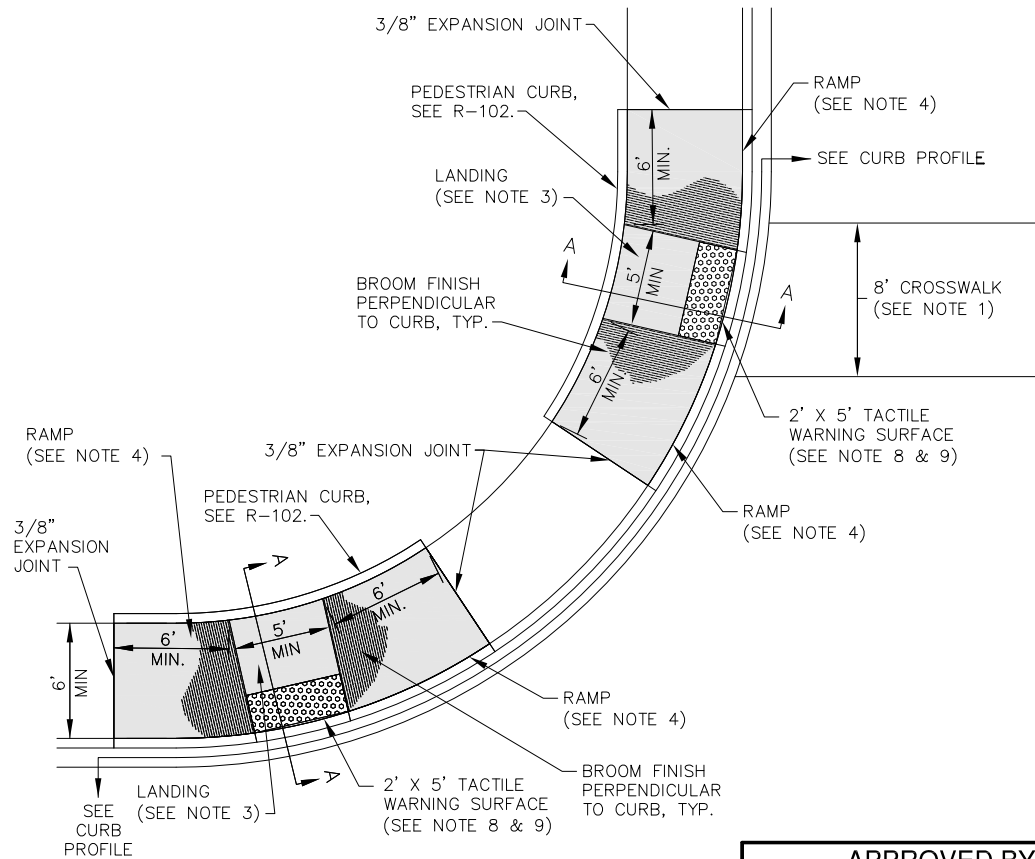 3/8" EXPANSION JOINT
PEDESTRIAN CURB,
SEE R-102.
RAMP
(SEE NOTE 4)
SEE CURB PROFILE
6'
MIN.
LANDING
(SEE NOTE 3)
A
5'
MIN
A
8' CROSSWALK
(SEE NOTE 1)
BROOM FINISH
PERPENDICULAR
TO CURB, TYP.
6'
MIN.
2' X 5' TACTILE
WARNING SURFACE
(SEE NOTE 8 & 9)
RAMP
(SEE NOTE 4)
3/8" EXPANSION JOINT
RAMP
(SEE NOTE 4)
PEDESTRIAN CURB,
SEE R-102.
3/8"
EXPANSION
JOINT
A
6'
MIN.
5'
MIN
6'
MIN.
6'
MIN
RAMP
(SEE NOTE 4)
A
BROOM FINISH
PERPENDICULAR
TO CURB, TYP.
2' X 5' TACTILE
WARNING SURFACE
(SEE NOTE 8 & 9)
LANDING
(SEE NOTE 3)
SEE
CURB
PROFILE
APPROVED BY